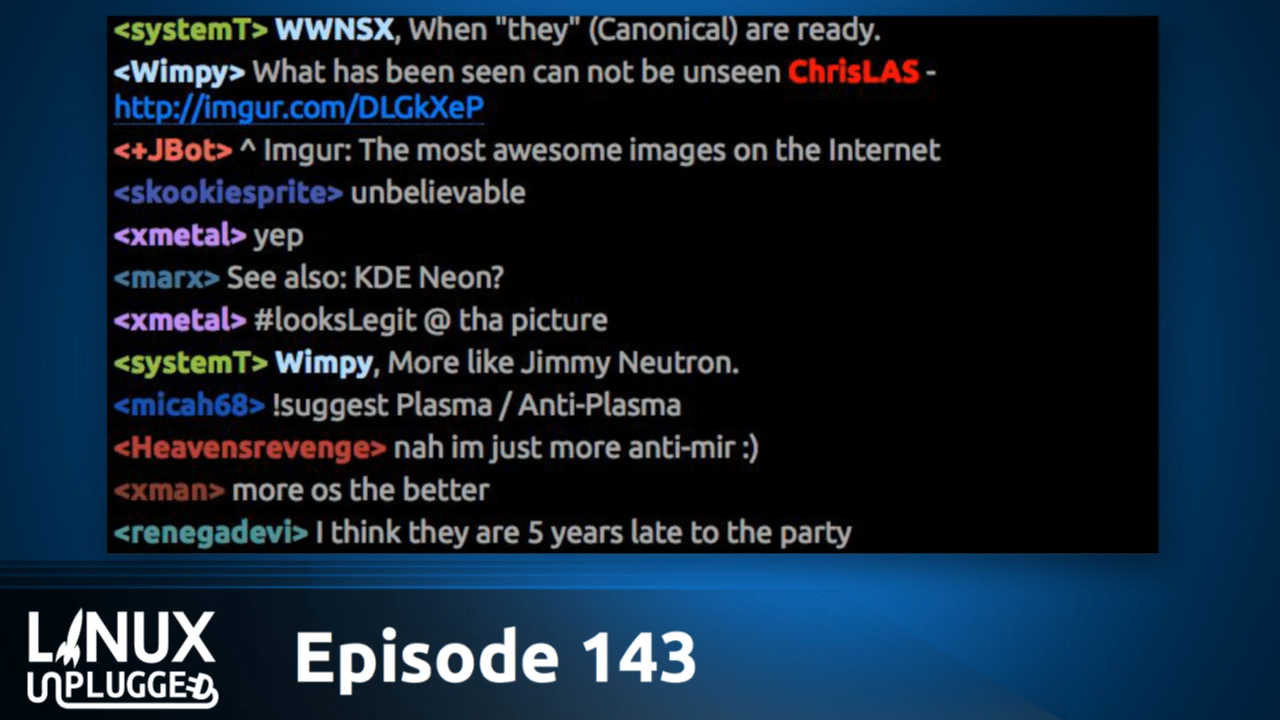 <systemT> WWNSX, When "they" (Canonical) are ready.
<Wimpy> What has been seen can not be unseen ChrisLAS -
http://imgur.com/DLGkXeP
<+JBot> ^ Imgur: The most awesome images on the Internet
<skookiesprite> unbelievable
<xmetal> yep
<marx> See also: KDE Neon?
<xmetal> #looksLegit @ tha picture
<systemT> Wimpy, More like Jimmy Neutron.
<micah68> !suggest Plasma / Anti-Plasma
<Heavensrevenge> nah im just more anti-mir :)
<xman> more os the better
<renegadevi> I think they are 5 years late to the party
LINUX
UNPLUGGED
Episode 143